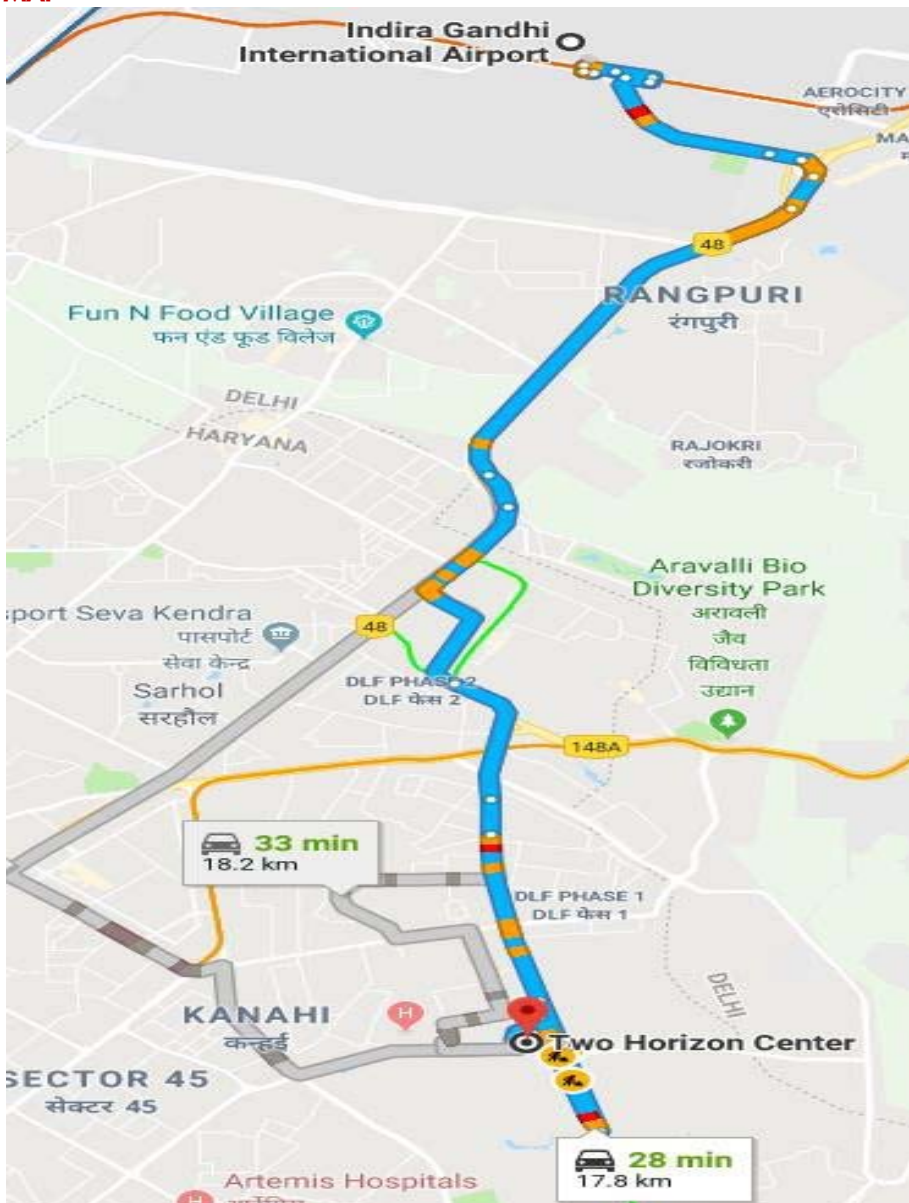 Indira Gandhi
International Airport
AEROCITY
एरोसिटी
48
RANGPURI
रंगपुरी
Fun N Food Village
फन एंड फूड विलेज
DELHI
HARYANA
RAJOKRI
रजोकरी
Aravalli Bio
Diversity Park
अरावली
जैव
विविधता
उद्यान
sport Seva Kendra
पासपोर्ट
सेवा केन्द्र
48
Sarhol
सरहौल
DLF PHASE 2
DLF फेस 2
148A
33 min
18.2 km
DLF PHASE 1
DLF फेस 1
DELHI
KANAHI
कन्हई
H
Two Horizon Center
SECTOR 45
सेक्टर 45
28 min
17.8 km
Artemis Hospitals
H